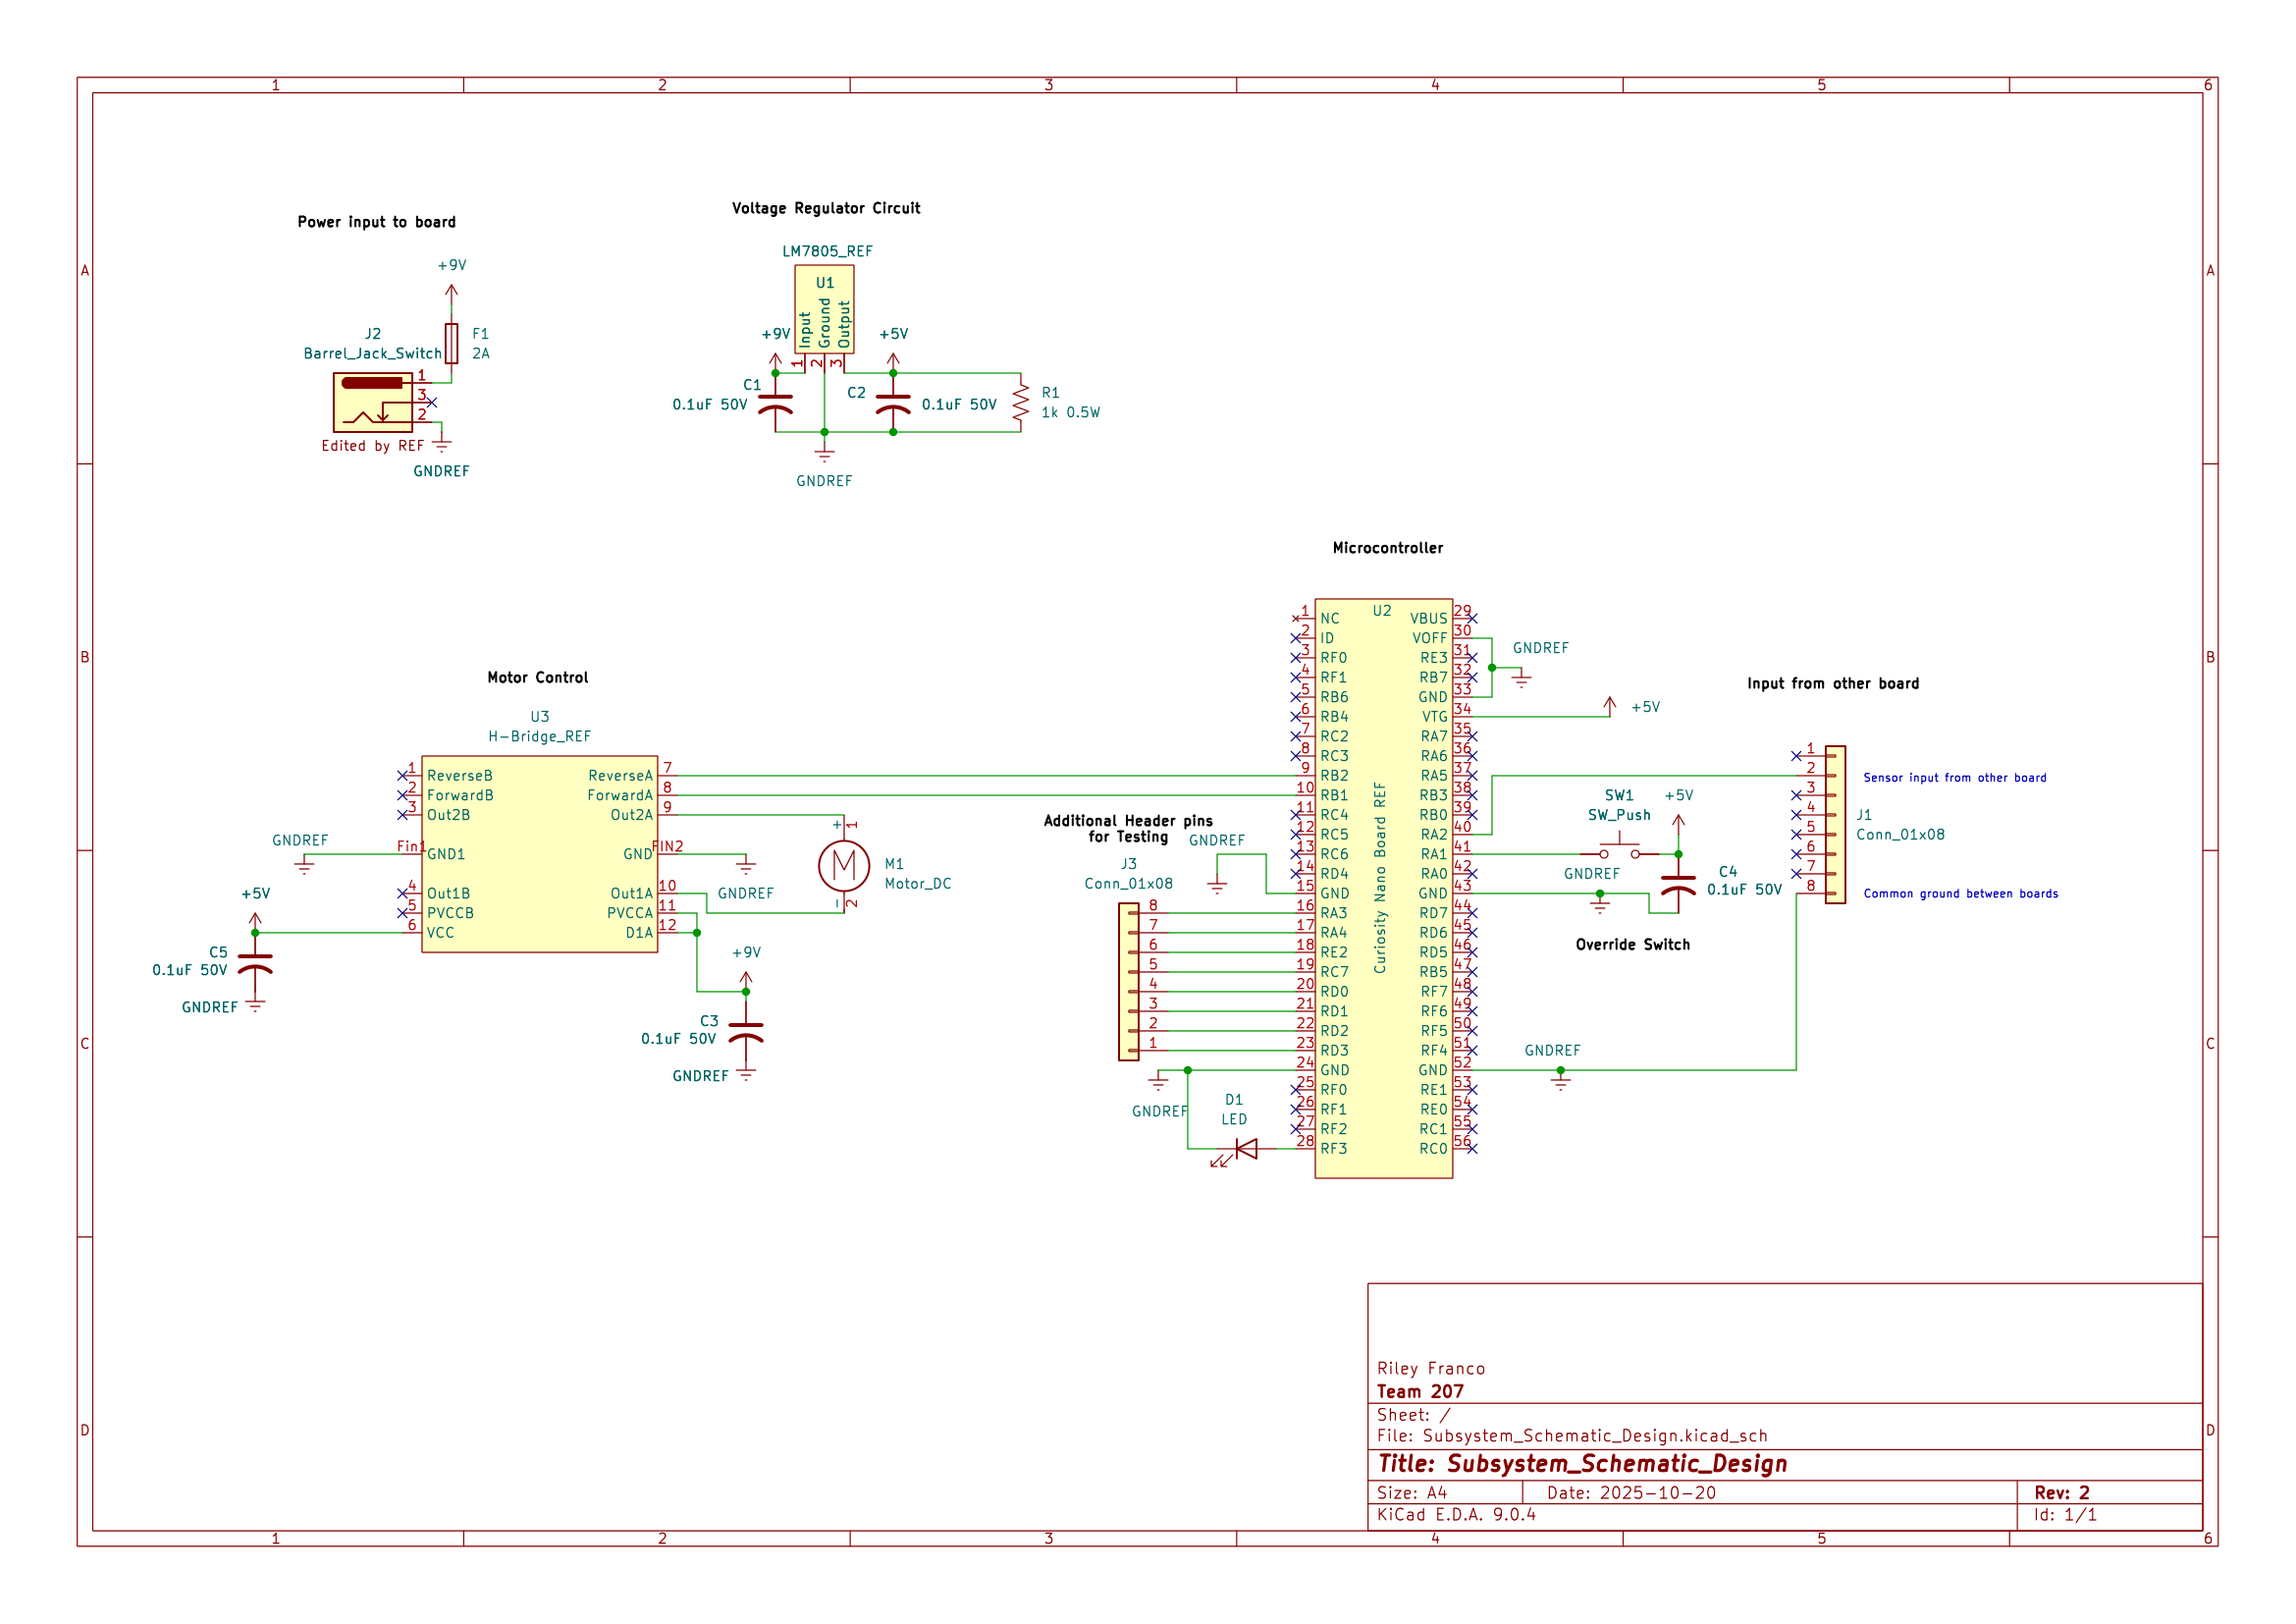 1 2 3 4 5 6
A A
B B
C C
D D
1 2 3 4 5 6
Power input to board
+9V
J2
Barrel_Jack_Switch
F1
2A
1
3
2
Edited by REF
GNDREF
Voltage Regulator Circuit
LM7805_REF
U1
Input
Ground
Output
1
2
3
+9V
+5V
C1
0.1uF 50V
C2
0.1uF 50V
R1
1k 0.5W
GNDREF
Motor Control
U3
H-Bridge_REF
1 ReverseB
2 ForwardB
3 Out2B
Fin1 GND1
4 Out1B
5 PVCCB
6 VCC
ReverseA 7
ForwardA 8
Out2A 9
GND FIN2
Out1A 10
PVCCA 11
D1A 12
GNDREF
+5V
C5
0.1uF 50V
GNDREF
GNDREF
+9V
C3
0.1uF 50V
GNDREF
+
1
M
M1
Motor_DC
-
2
Microcontroller
U2
Curiosity Nano Board REF
1 NC
2 ID
3 RF0
4 RF1
5 RB6
6 RB4
7 RC2
8 RC3
9 RB2
10 RB1
11 RC4
12 RC5
13 RC6
14 RD4
15 GND
16 RA3
17 RA4
18 RE2
19 RC7
20 RD0
21 RD1
22 RD2
23 RD3
24 GND
25 RF0
26 RF1
27 RF2
28 RF3
VBUS 29
VOFF 30
RE3 31
RB7 32
GND 33
VTG 34
RA7 35
RA6 36
RA5 37
RB3 38
RB0 39
RA2 40
RA1 41
RA0 42
GND 43
RD7 44
RD6 45
RD5 46
RB5 47
RF7 48
RF6 49
RF5 50
RF4 51
GND 52
RE1 53
RE0 54
RC1 55
RC0 56
Additional Header pins
for Testing
J3
Conn_01x08
GNDREF
8
7
6
5
4
3
2
1
GNDREF
D1
LED
GNDREF
+5V
SW1
SW_Push
+5V
GNDREF
C4
0.1uF 50V
Override Switch
GNDREF
Input from other board
1
2
3
4
5
6
7
8
Sensor input from other board
J1
Conn_01x08
Common ground between boards
Riley Franco
Team 207
Sheet: /
File: Subsystem_Schematic_Design.kicad_sch
Title: Subsystem_Schematic_Design
Size: A4 Date: 2025-10-20 Rev: 2
KiCad E.D.A. 9.0.4 Id: 1/1